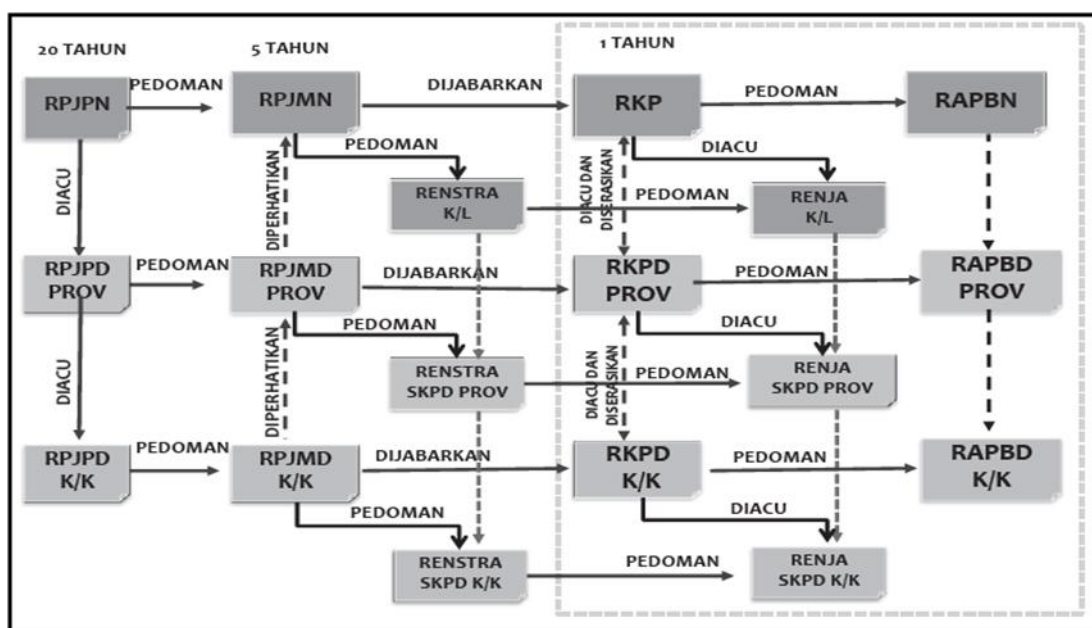 20 TAHUN
5 TAHUN
1 TAHUN
RPJPN
PEDOMAN
RPJMN
DIJABARKAN
RKP
PEDOMAN
RAPBN
DIACU
DIPERHATIKAN
PEDOMAN
RENSTRA
K/L
PEDOMAN
DIACU DAN
DISERASIKAN
DIACU
RENJA
K/L
RPJPD
PROV
PEDOMAN
RPJMD
PROV
DIJABARKAN
RKPD
PROV
PEDOMAN
RAPBD
PROV
DIACU
DIPERHATIKAN
PEDOMAN
RENSTRA
SKPD PROV
PEDOMAN
DIACU DAN
DISERASIKAN
DIACU
RENJA
SKPD PROV
RPJPD
K/K
PEDOMAN
RPJMD
K/K
DIJABARKAN
RKPD
K/K
PEDOMAN
RAPBD
K/K
PEDOMAN
RENSTRA
SKPD K/K
PEDOMAN
DIACU
RENJA
SKPD K/K